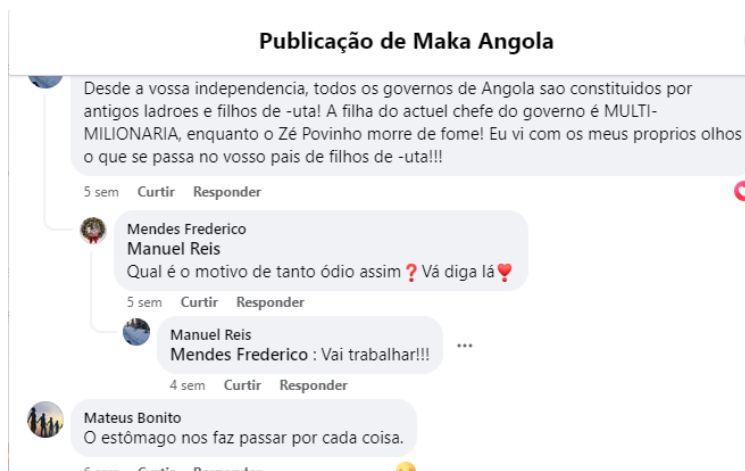 Publicação de Maka Angola
Desde a vossa independencia, todos os governos de Angola sao constituidos por
antigos ladroes e filhos de -uta! A filha do actuel chefe do governo é MULTI-
MILIONARIA, enquanto o Zé Povinho morre de fome! Eu vi com os meus proprios olhos
o que se passa no vosso pais de filhos de -uta!!!
5 sem Curtir Responder
Mendes Frederico
Manuel Reis
Qual é o motivo de tanto ódio assim❓Vá diga lá❣️
5 sem Curtir Responder
Manuel Reis
Mendes Frederico : Vai trabalhar!!!
4 sem Curtir Responder
Mateus Bonito
O estômago nos faz passar por cada coisa.
6 sem Curtir Responder